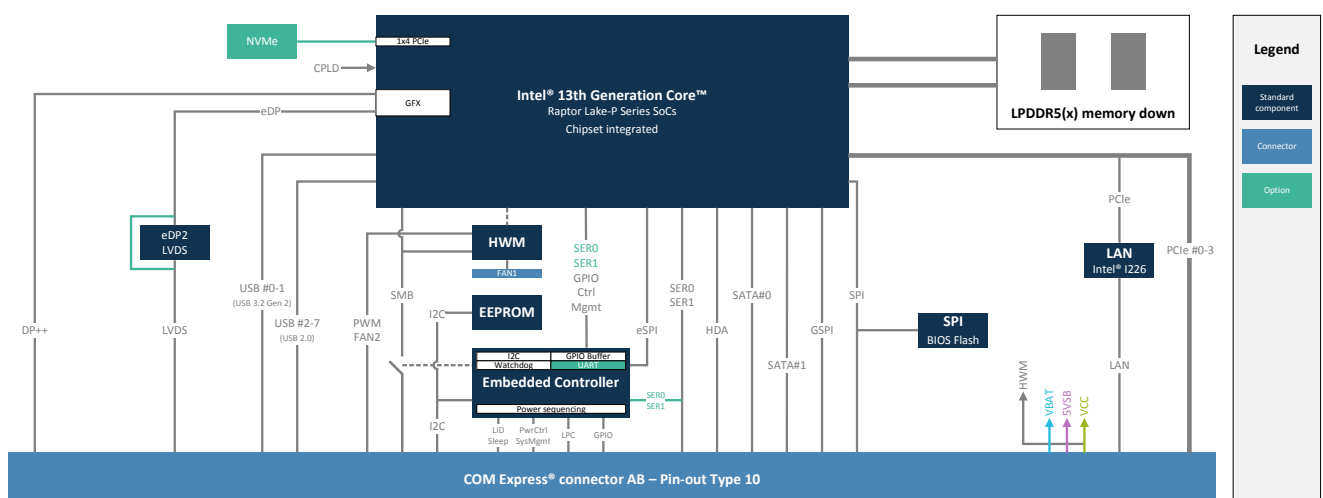 NVMe
1x4 PCIe
CPLD
GFX
eDP
Intel® 13th Generation Core™
Raptor Lake-P Series SoCs
Chipset integrated
LPDDR5(x) memory down
Legend
Standard
component
Connector
Option
eDP2
LVDS
HWM
FAN1
EEPROM
SER0
SER1
GPIO
Ctrl
Mgmt
PCIe
LAN
Intel® I226
PCIe #0-3
DP++
LVDS
USB #0-1
(USB 3.2 Gen 2)
USB #2-7
(USB 2.0)
PWM
FAN2
SMB
I2C
eSPI
SER0
SER1
HDA
SATA#0
SATA#1
GSPI
SPI
SPI
BIOS Flash
I2C
GPIO Buffer
Watchdog
UART
Embedded Controller
Power sequencing
SER0
SER1
I2C
LID
Sleep
PwrCtrl
SysMgmt
LPC
GPIO
LAN
HWM
VBAT
5VSB
VCC
COM Express® connector AB – Pin-out Type 10